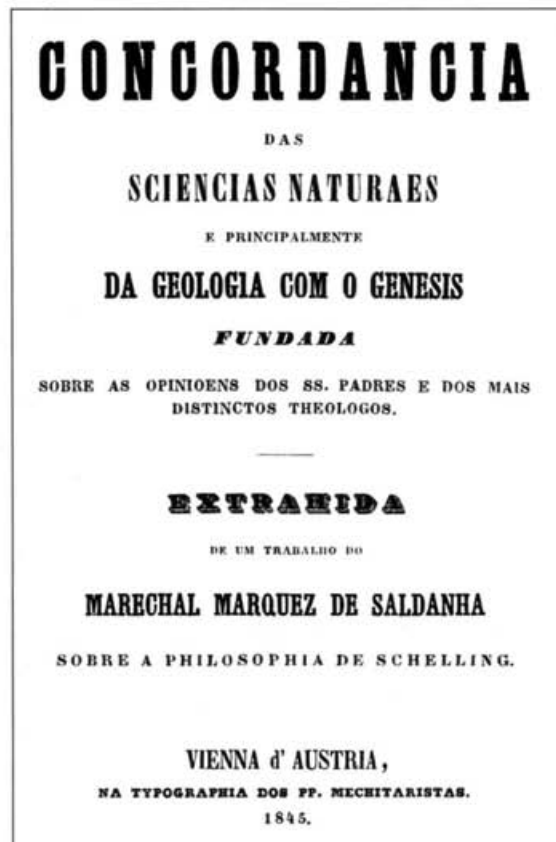 CONCORDANCIA
DAS
SCIENCIAS NATURAES
E PRINCIPALMENTE
DA GEOLOGIA COM O GENESIS
FUNDADA
SOBRE AS OPINIOENS DOS SS. PADRES E DOS MAIS
DISTINCTOS THEOLOGOS.
EXTRAHIDA
DE UM TRABALHO DO
MARECHAL MARQUEZ DE SALDANHA
SOBRE A PHILOSOPHIA DE SCHELLING.
VIENNA d' AUSTRIA,
NA TYPOGRAPHIA DOS PP. MECHITARISTAS.
1845.